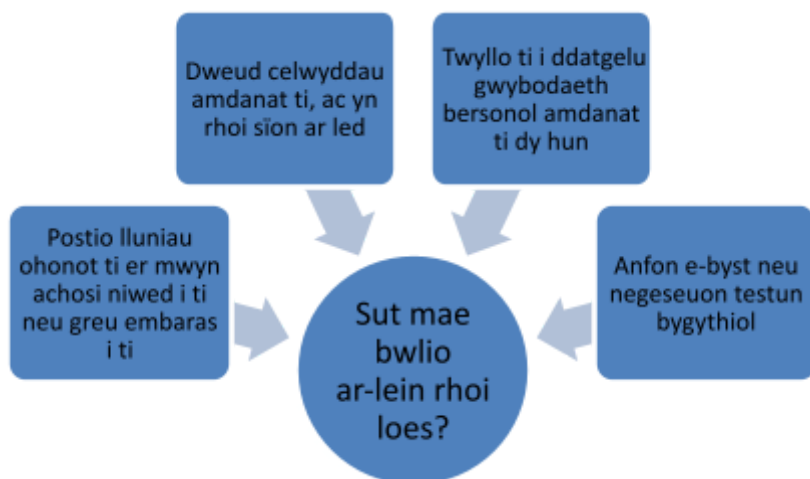 Dweud celwyddau
amdanat ti, ac yn
rhoi sïon ar led
Twyllo ti i ddatgelu
gwybodaeth
bersonol amdanat
ti dy hun
Postio lluniau
ohonot ti er mwyn
achosi niwed i ti
neu greu embaras
i ti
Anfon e-byst neu
negeseuon testun
bygythiol
Sut mae
bwlio
ar-lein rhoi
loes?